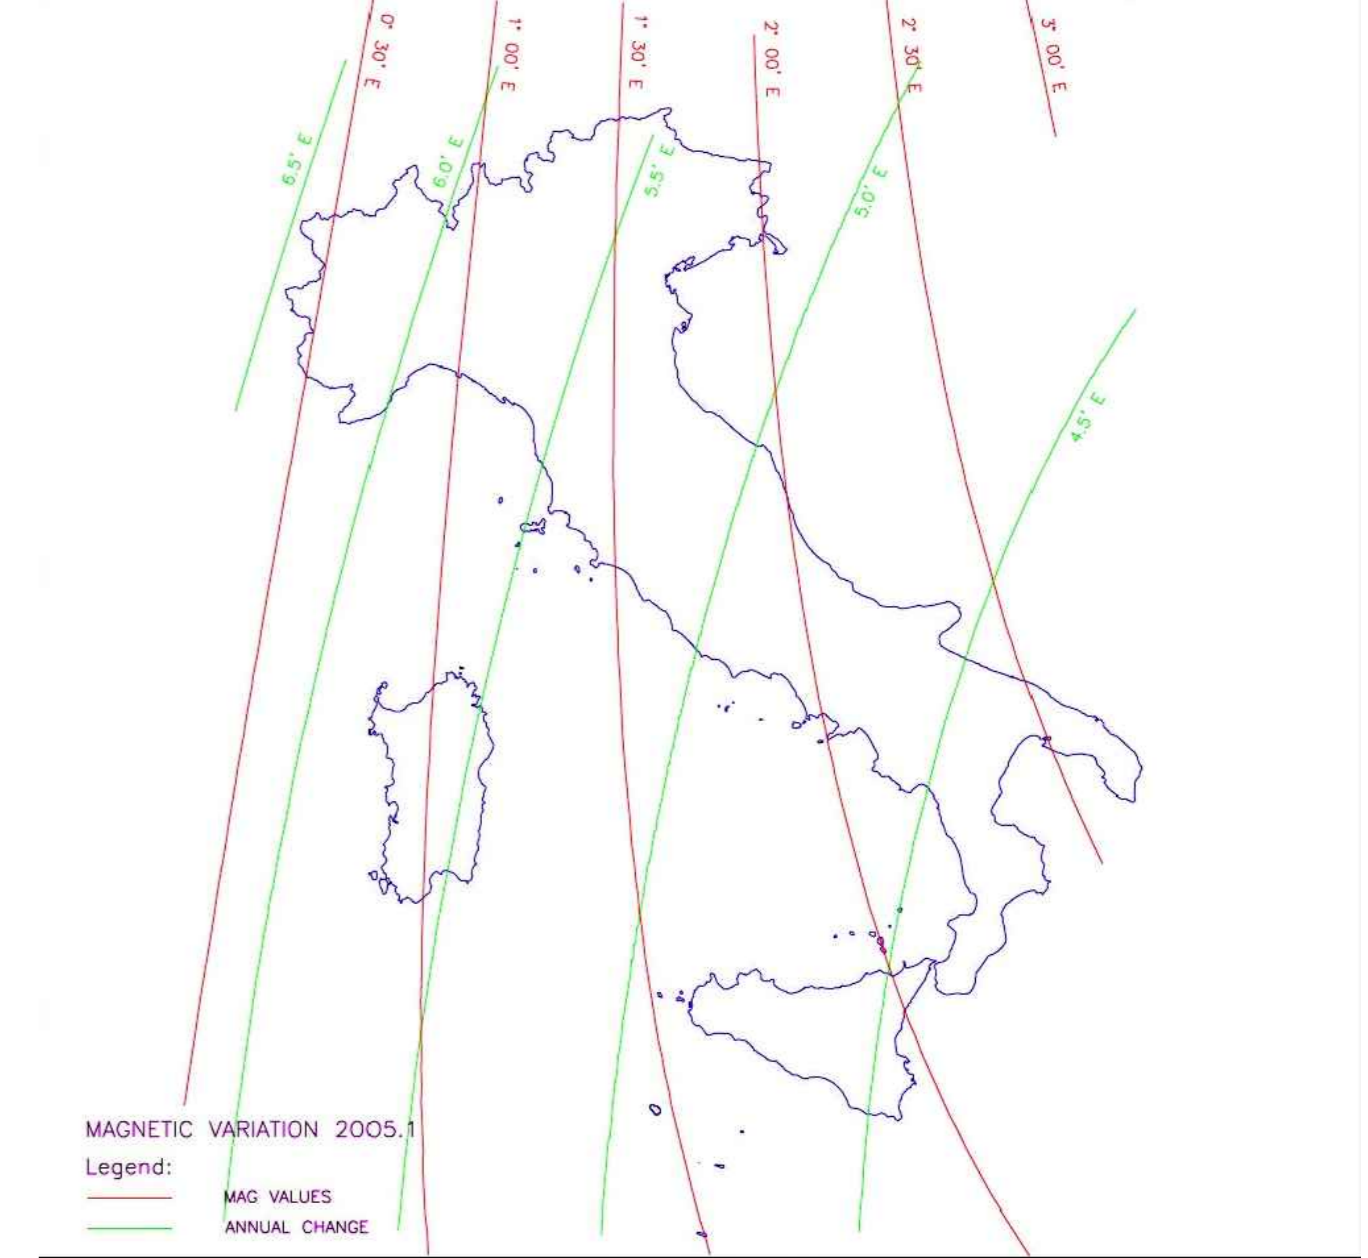 0° 30' E
1° 00' E
1° 30' E
2° 00' E
2° 30' E
3° 00' E
6.5' E
6.0' E
5.5' E
5.0' E
4.5' E
MAGNETIC VARIATION 2005.1
Legend:
MAG VALUES
ANNUAL CHANGE